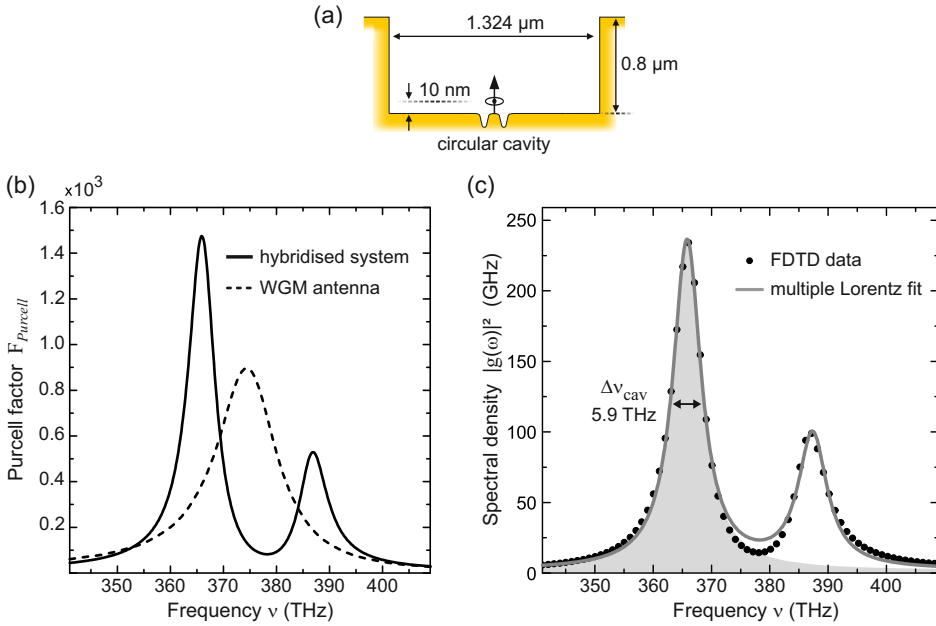 (a)
1.324 µm
0.8 µm
10 nm
circular cavity
(b)
×10³
Purcell factor F_Purcell
1.6
1.4
1.2
1.0
0.8
0.6
0.4
0.2
hybridised system
WGM antenna
350 360 370 380 390 400
Frequency ν (THz)
(c)
Spectral density |g(ω)|² (GHz)
250
200
150
100
50
0
FDTD data
multiple Lorentz fit
Δν_cav
5.9 THz
350 360 370 380 390 400
Frequency ν (THz)